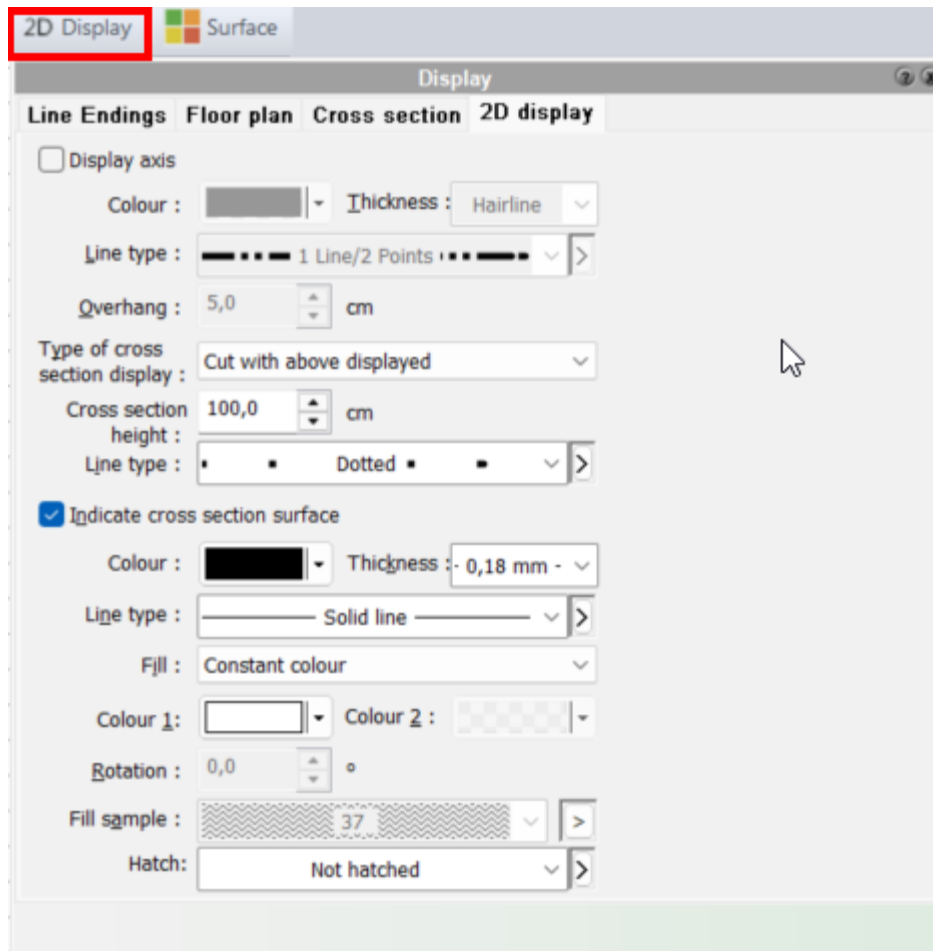 2D Display Surface
Display
Line Endings Floor plan Cross section 2D display
Display axis
Colour : Thickness : Hairline
Line type : 1 Line/2 Points
Overhang : 5,0 cm
Type of cross
section display : Cut with above displayed
Cross section
height : 100,0 cm
Line type : Dotted
Indicate cross section surface
Colour : Thickness : - 0,18 mm -
Line type : Solid line
Fill : Constant colour
Colour 1: Colour 2 :
Rotation : 0,0 °
Fill sample : 37 >
Hatch: Not hatched